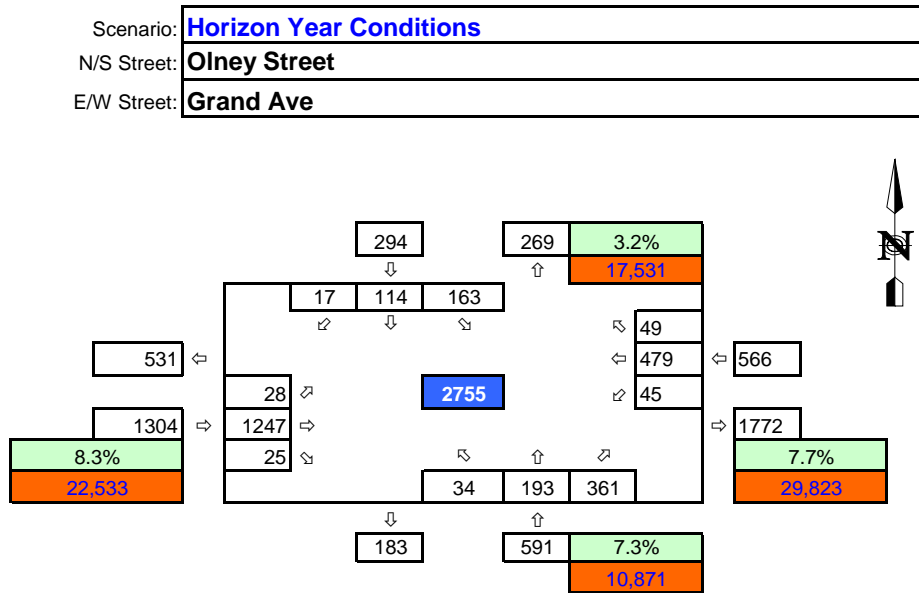 Scenario: Horizon Year Conditions
N/S Street: Olney Street
E/W Street: Grand Ave
N
294 269 3.2%
⇩ ⇧ 17,531
17 114 163
⬃ ⇩ ⬂
⬁ 49
531 ⇦ ⇦ 479 ⇦ 566
28 ⬀ 2755 ⬃ 45
1304 ⇨ 1247 ⇨ ⇨ 1772
8.3% 25 ⬂ ⬁ ⇧ ⬀ 7.7%
22,533 34 193 361 29,823
⇩ ⇧
183 591 7.3%
10,871